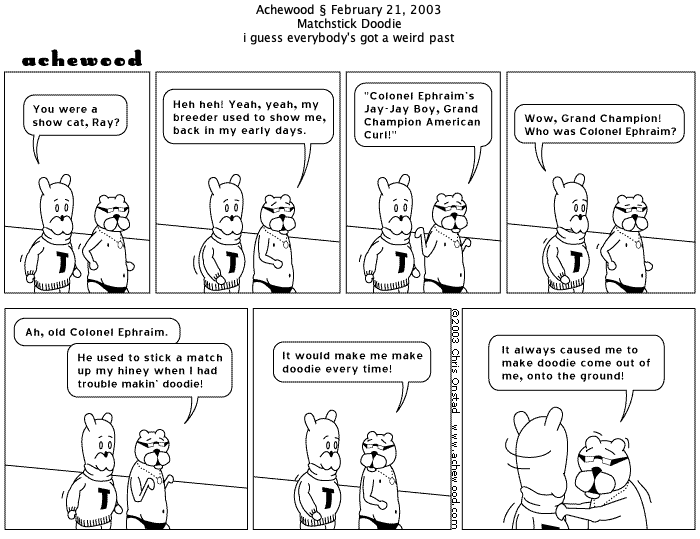 Achewood § February 21, 2003
Matchstick Doodie
i guess everybody's got a weird past
achewood
You were a
show cat, Ray?
Heh heh! Yeah, yeah, my
breeder used to show me,
back in my early days.
"Colonel Ephraim's
Jay-Jay Boy, Grand
Champion American
Curl!"
Wow, Grand Champion!
Who was Colonel Ephraim?
Ah, old Colonel Ephraim.
He used to stick a match
up my hiney when I had
trouble makin' doodie!
It would make me make
doodie every time!
©2003 Chris Onstad www.achewood.com
It always caused me to
make doodie come out of
me, onto the ground!
T
T
T
T
T
T
T